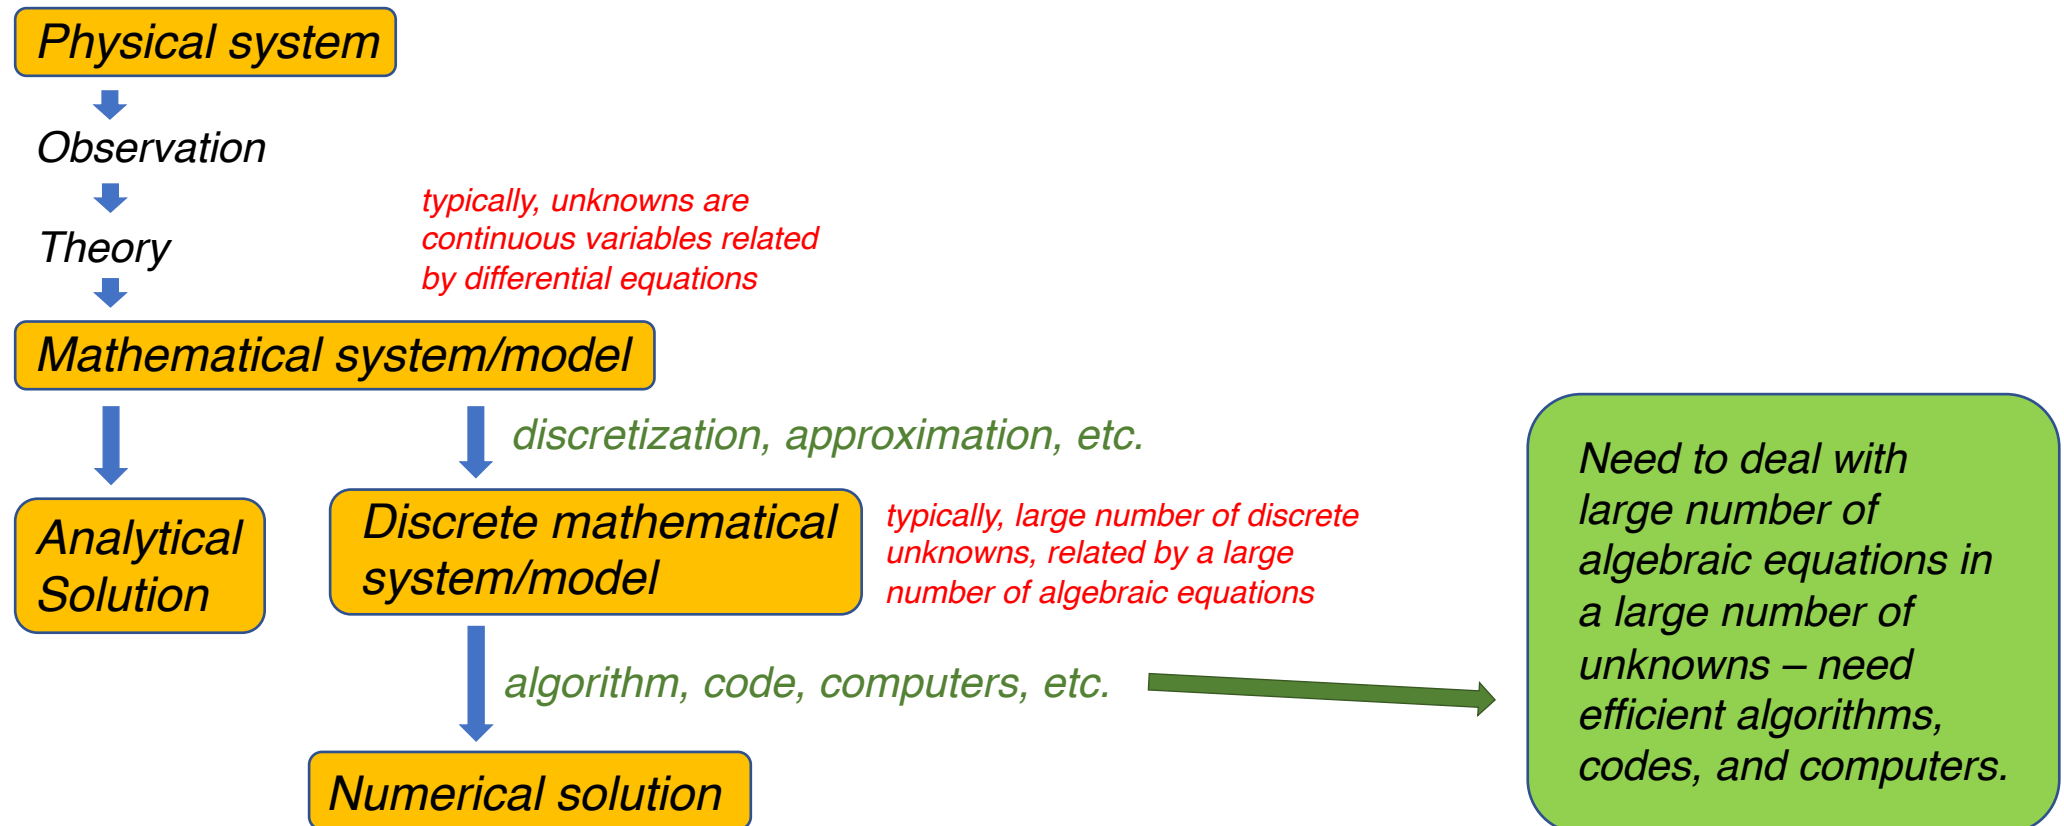 Physical system
Observation
Theory
typically, unknowns are
continuous variables related
by differential equations
Mathematical system/model
discretization, approximation, etc.
Analytical
Solution
Discrete mathematical
system/model
typically, large number of discrete
unknowns, related by a large
number of algebraic equations
algorithm, code, computers, etc.
Numerical solution
Need to deal with
large number of
algebraic equations in
a large number of
unknowns – need
efficient algorithms,
codes, and computers.